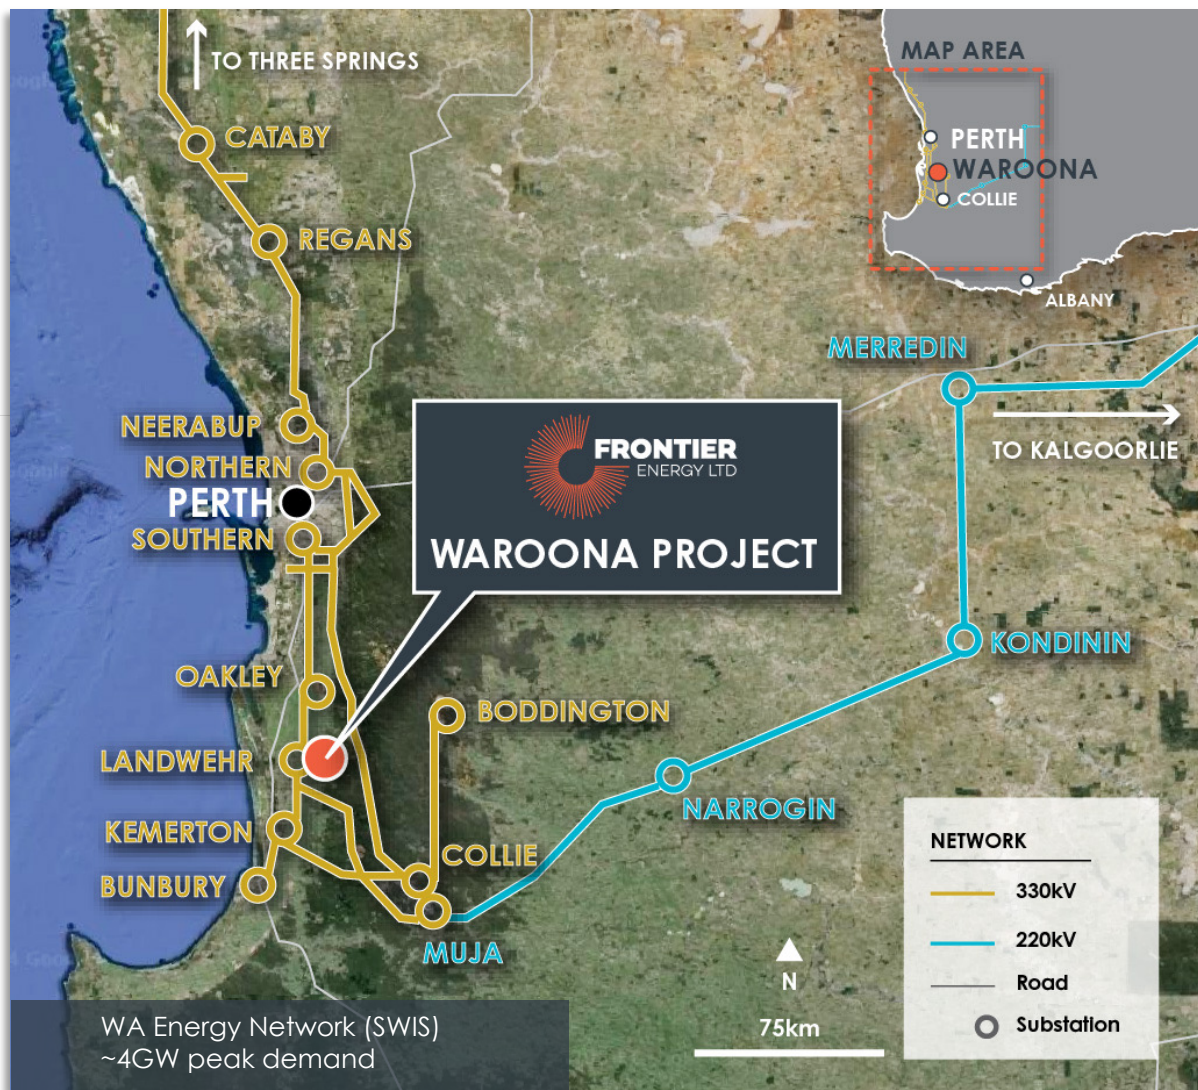 TO THREE SPRINGS
CATABY
REGANS
MAP AREA
PERTH
WAROONA
COLLIE
ALBANY
MERREDIN
TO KALGOORLIE
NEERABUP
NORTHERN
PERTH
SOUTHERN
FRONTIER
ENERGY LTD
WAROONA PROJECT
KONDININ
OAKLEY
BODDINGTON
LANDWEHR
NARROGIN
KEMERTON
COLLIE
BUNBURY
MUJA
NETWORK
330kV
220kV
Road
Substation
N
75km
WA Energy Network (SWIS)
~4GW peak demand